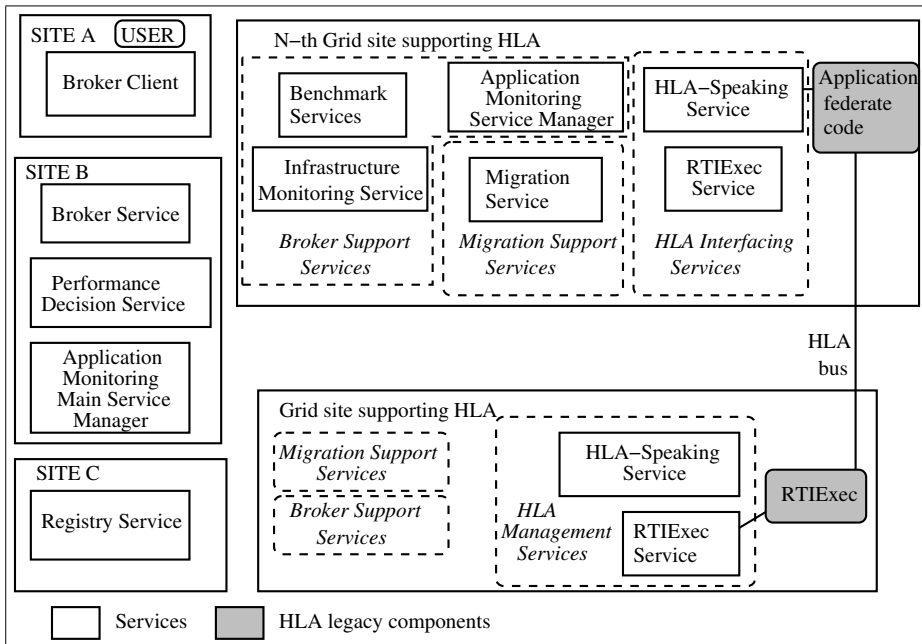 SITE A
USER
Broker Client
SITE B
Broker Service
Performance
Decision Service
Application
Monitoring
Main Service
Manager
SITE C
Registry Service
N−th Grid site supporting HLA
Benchmark
Services
Application
Monitoring
Service Manager
Infrastructure
Monitoring Service
Broker Support
Services
Migration
Service
Migration Support
Services
HLA−Speaking
Service
RTIExec
Service
HLA Interfacing
Services
Application
federate
code
HLA
bus
Grid site supporting HLA
Migration Support
Services
Broker Support
Services
HLA−Speaking
Service
HLA
Management
Services
RTIExec
Service
RTIExec
Services
HLA legacy components